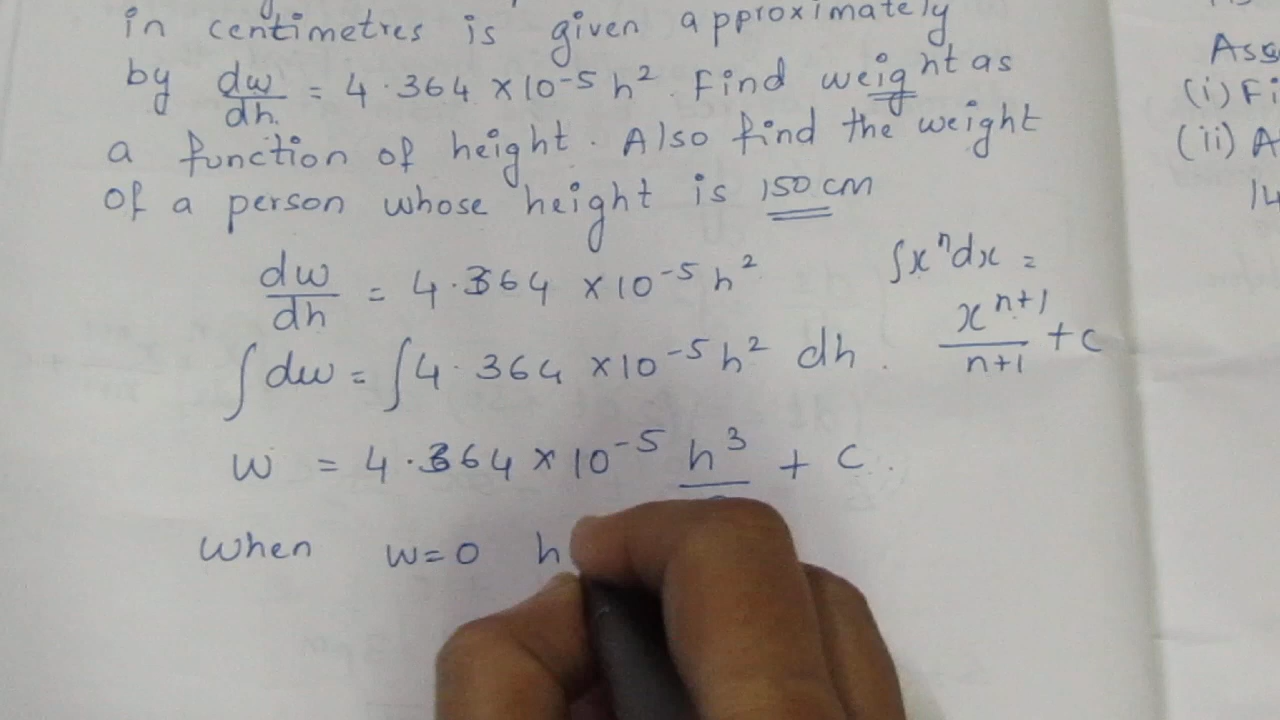 in centimetres is given approximately
by dw/dh = 4.364 ×10⁻⁵ h² Find weight as
a function of height. Also find the weight
of a person whose height is 150 cm
dw/dh = 4.364 ×10⁻⁵ h²
∫dw = ∫4.364 ×10⁻⁵ h² dh.
w = 4.364 ×10⁻⁵ h³ + c.
When w=0 h
∫xⁿdx =
xⁿ⁺¹/n+1 + c
(i)
(ii) A
14